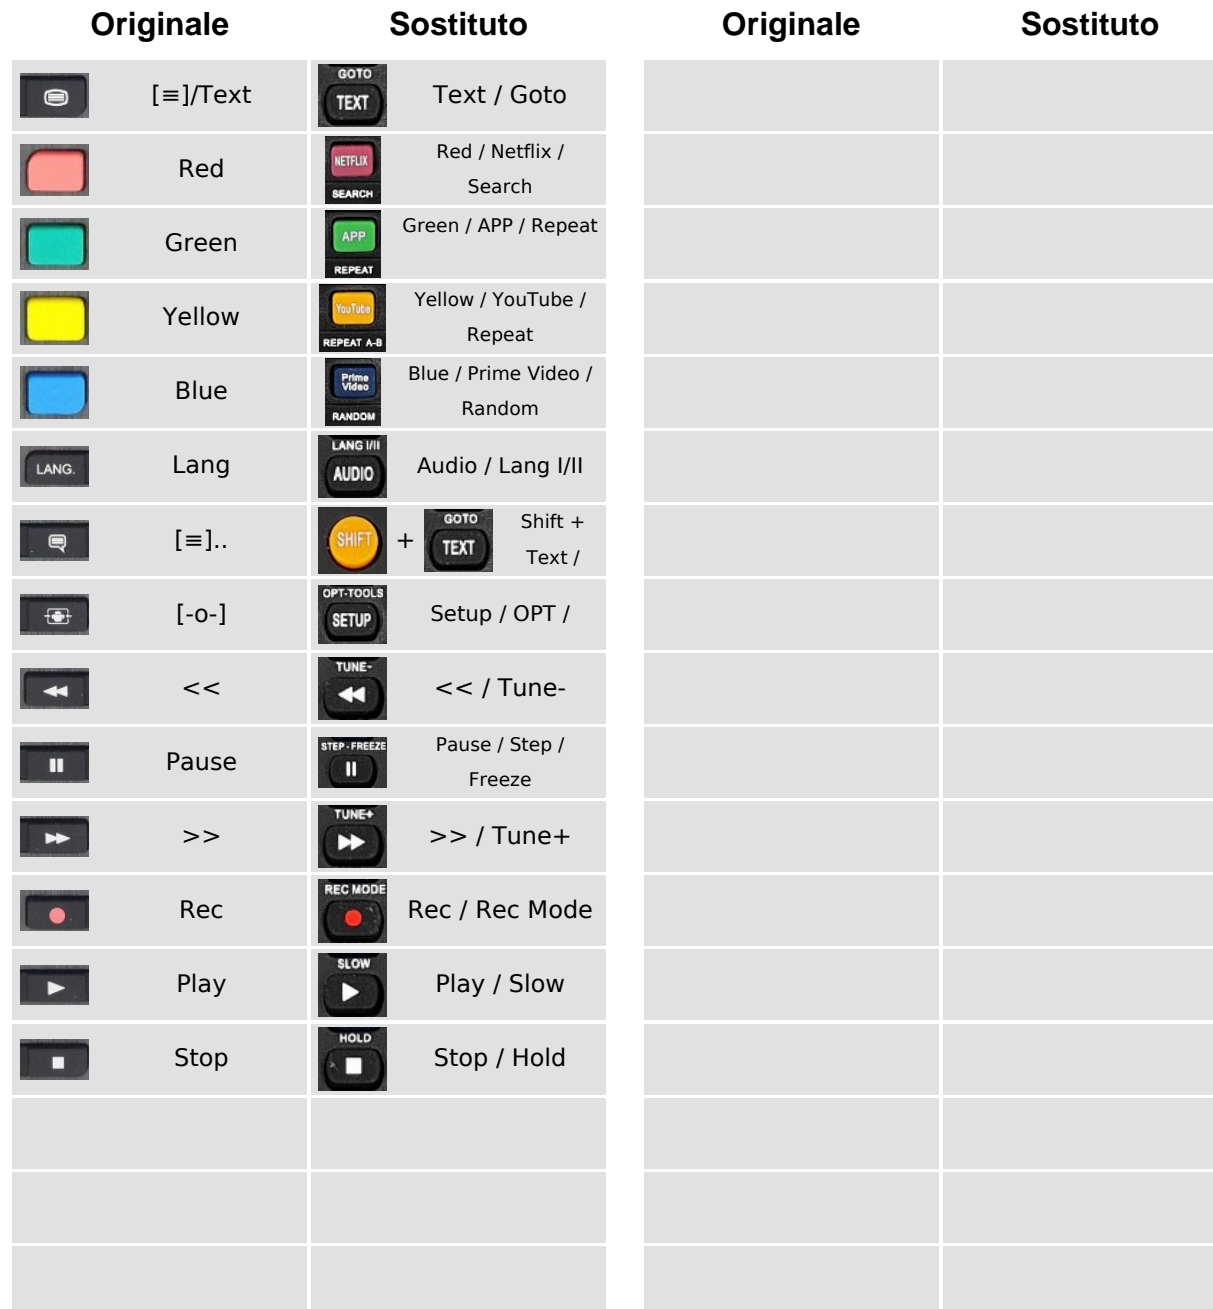 Originale Sostituto Originale Sostituto
[≡]/Text GOTO TEXT Text / Goto
Red NETFLIX SEARCH Red / Netflix /
Search
Green APP REPEAT Green / APP / Repeat
Yellow YouTube REPEAT A-B Yellow / YouTube /
Repeat
Blue Prime Video RANDOM Blue / Prime Video /
Random
LANG. Lang LANG I/II AUDIO Audio / Lang I/II
[≡].. SHIFT + GOTO TEXT Shift +
Text /
[-o-] OPT-TOOLS SETUP Setup / OPT /
<< TUNE- << / Tune-
Pause STEP-FREEZE Pause / Step /
Freeze
>> TUNE+ >> / Tune+
Rec REC MODE Rec / Rec Mode
Play SLOW Play / Slow
Stop HOLD Stop / Hold